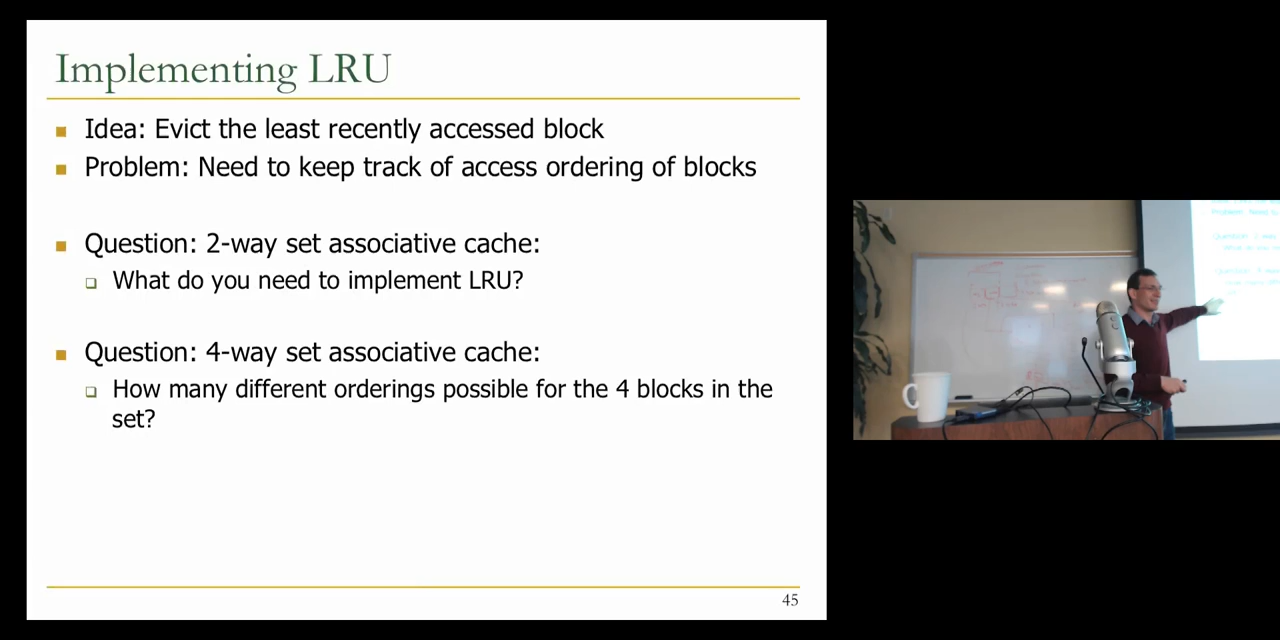 Implementing LRU
Idea: Evict the least recently accessed block
Problem: Need to keep track of access ordering of blocks
Question: 2-way set associative cache:
What do you need to implement LRU?
Question: 4-way set associative cache:
How many different orderings possible for the 4 blocks in the
set?
45